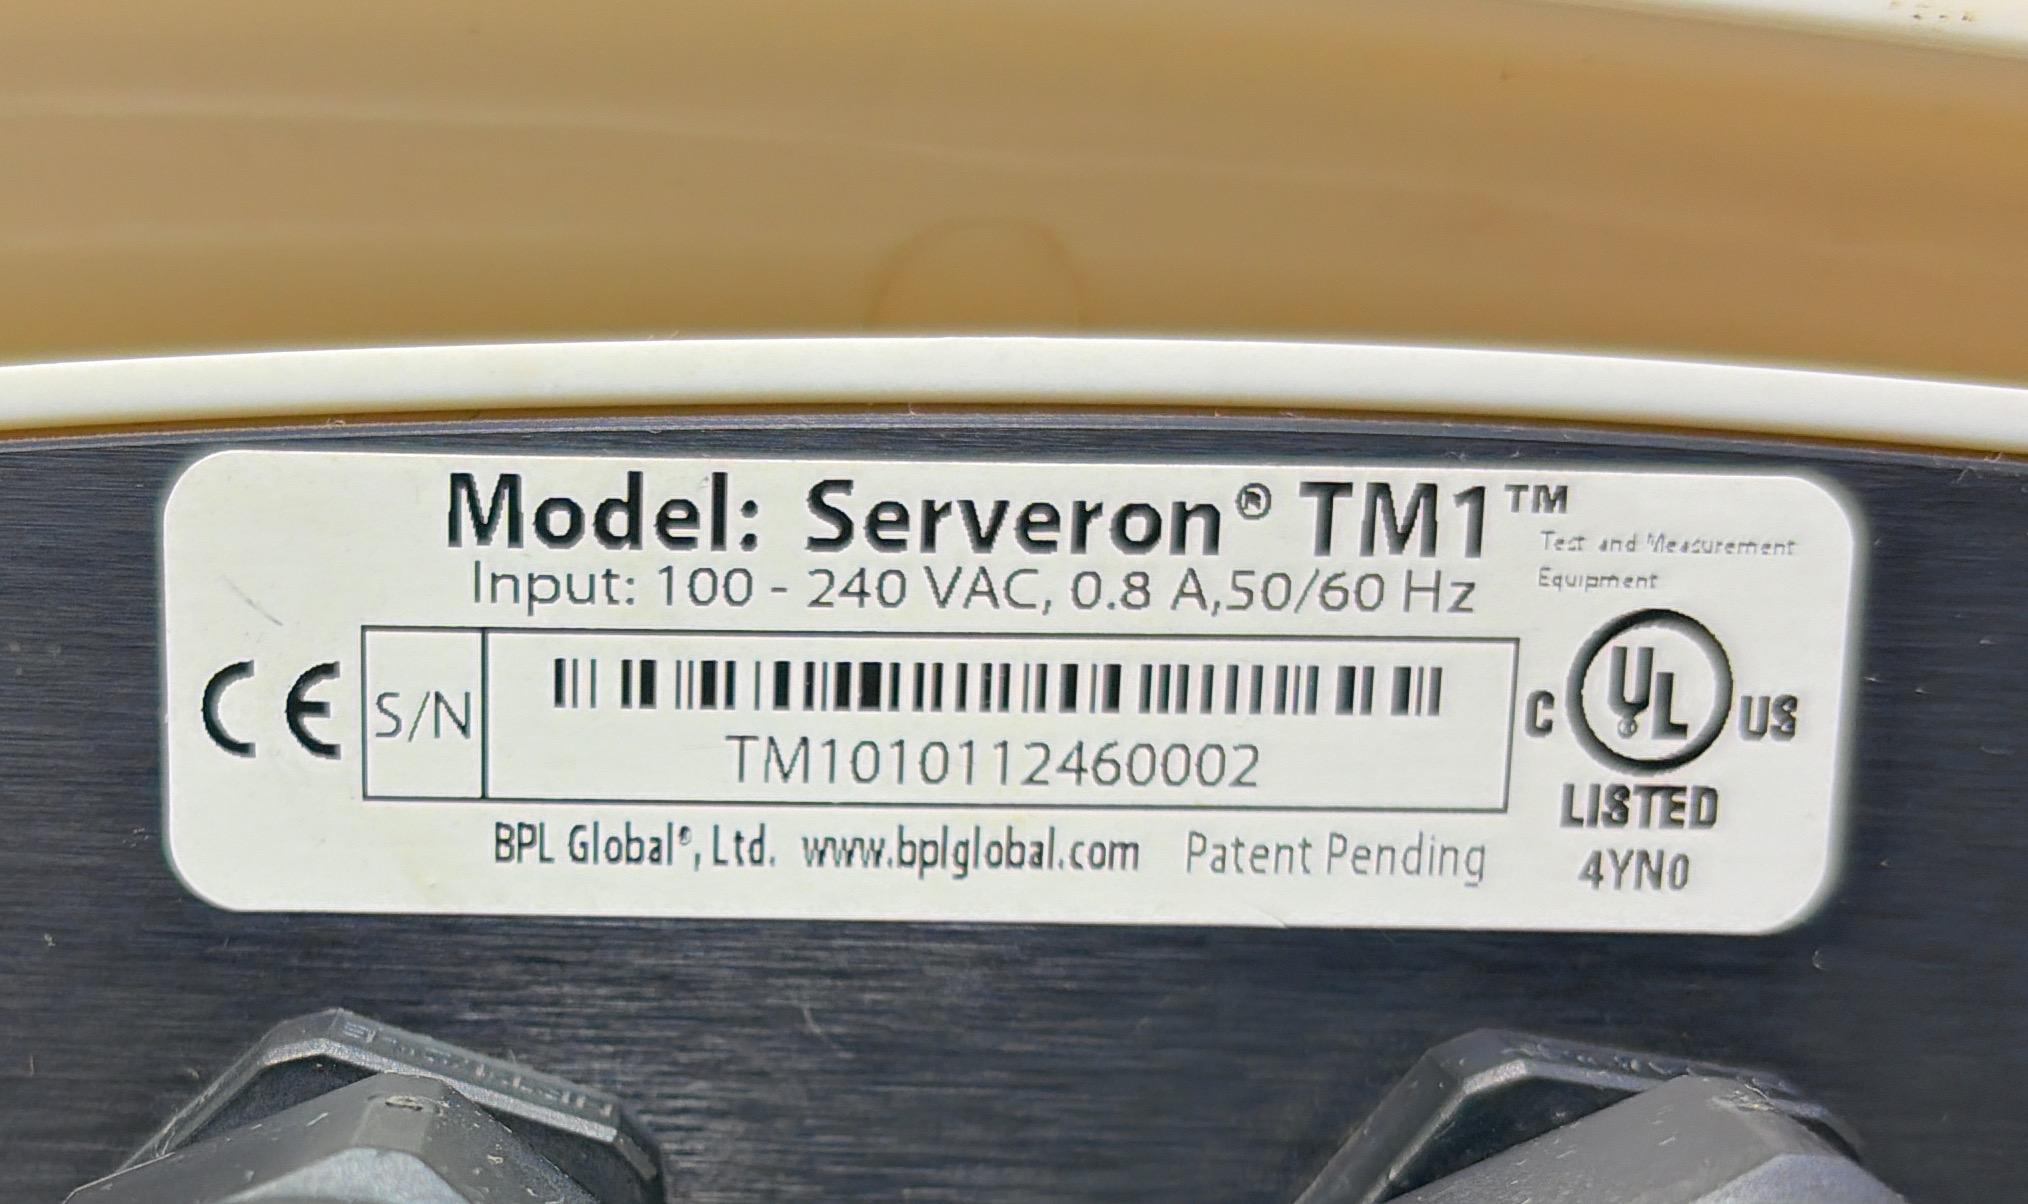 Model: Serveron® TM1™
Test and Measurement
Equipment
Input: 100 - 240 VAC, 0.8 A,50/60 Hz
CE
S/N
TM1010112460002
C UL US
LISTED
4YN0
BPL Global®, Ltd. www.bplglobal.com Patent Pending